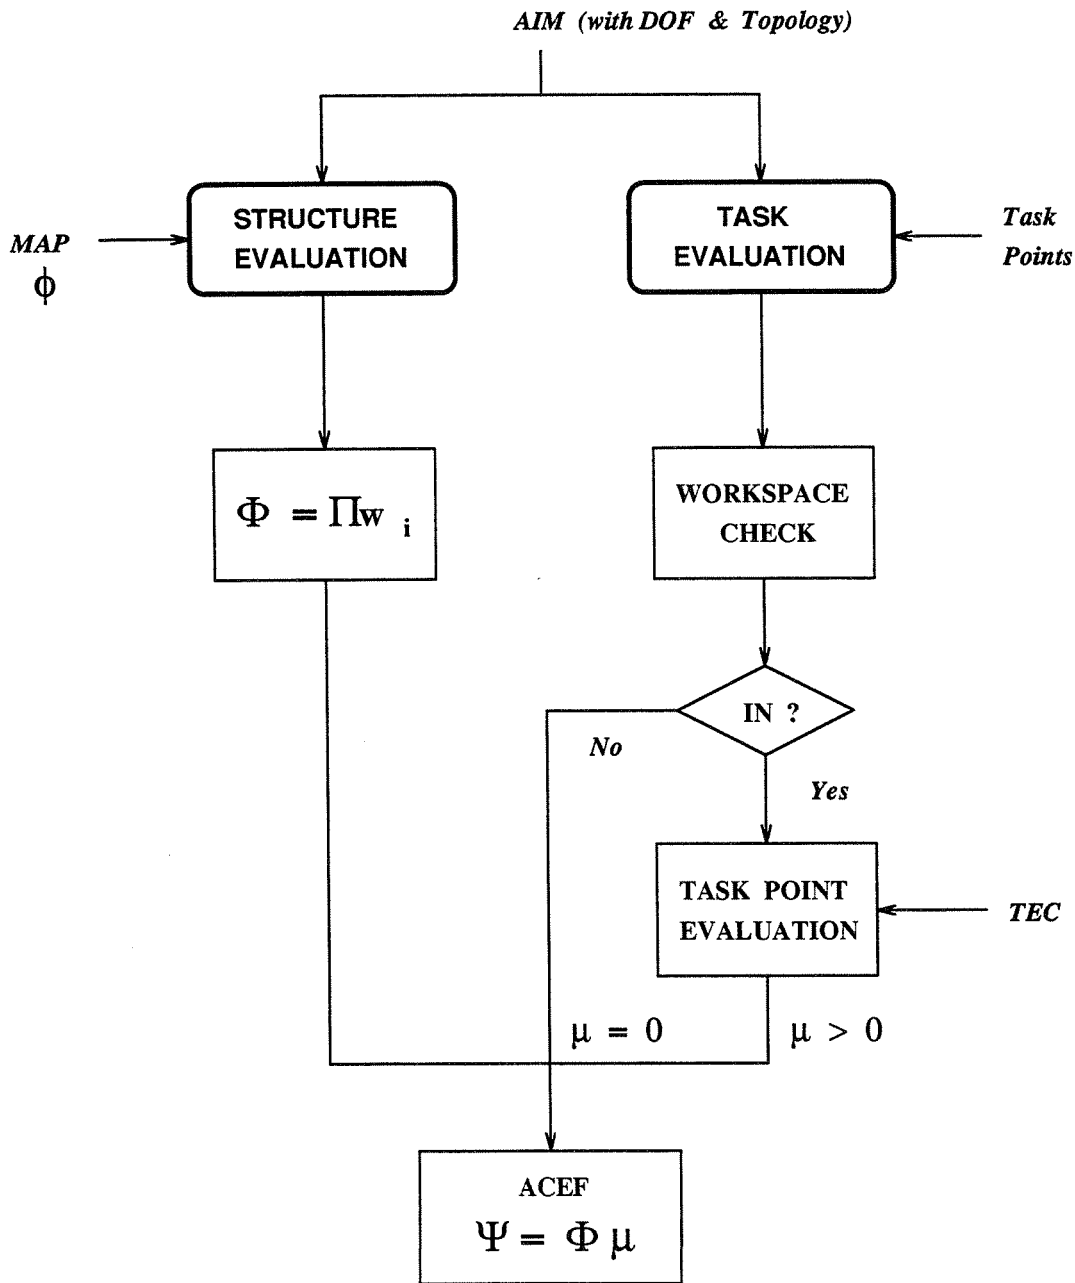 AIM (with DOF & Topology)
STRUCTURE
EVALUATION
TASK
EVALUATION
MAP
ϕ
Task
Points
Φ = Πw i
WORKSPACE
CHECK
IN ?
No
Yes
TASK POINT
EVALUATION
TEC
μ = 0
μ > 0
ACEF
Ψ = Φ μ